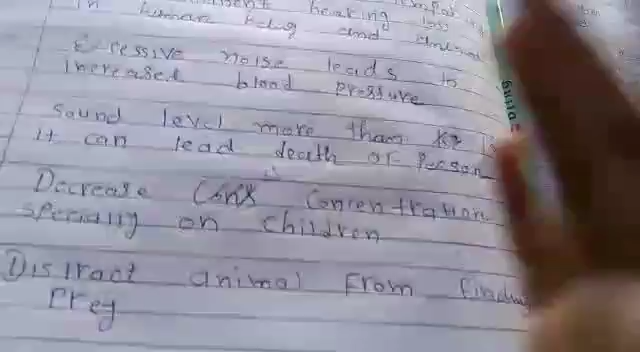 in human being and animal
Excessive noise leads to
increased blood pressure
Sound level more than
it can lead death of person
Decrease Concentration
specially on children
Distract animal From finding
Prey